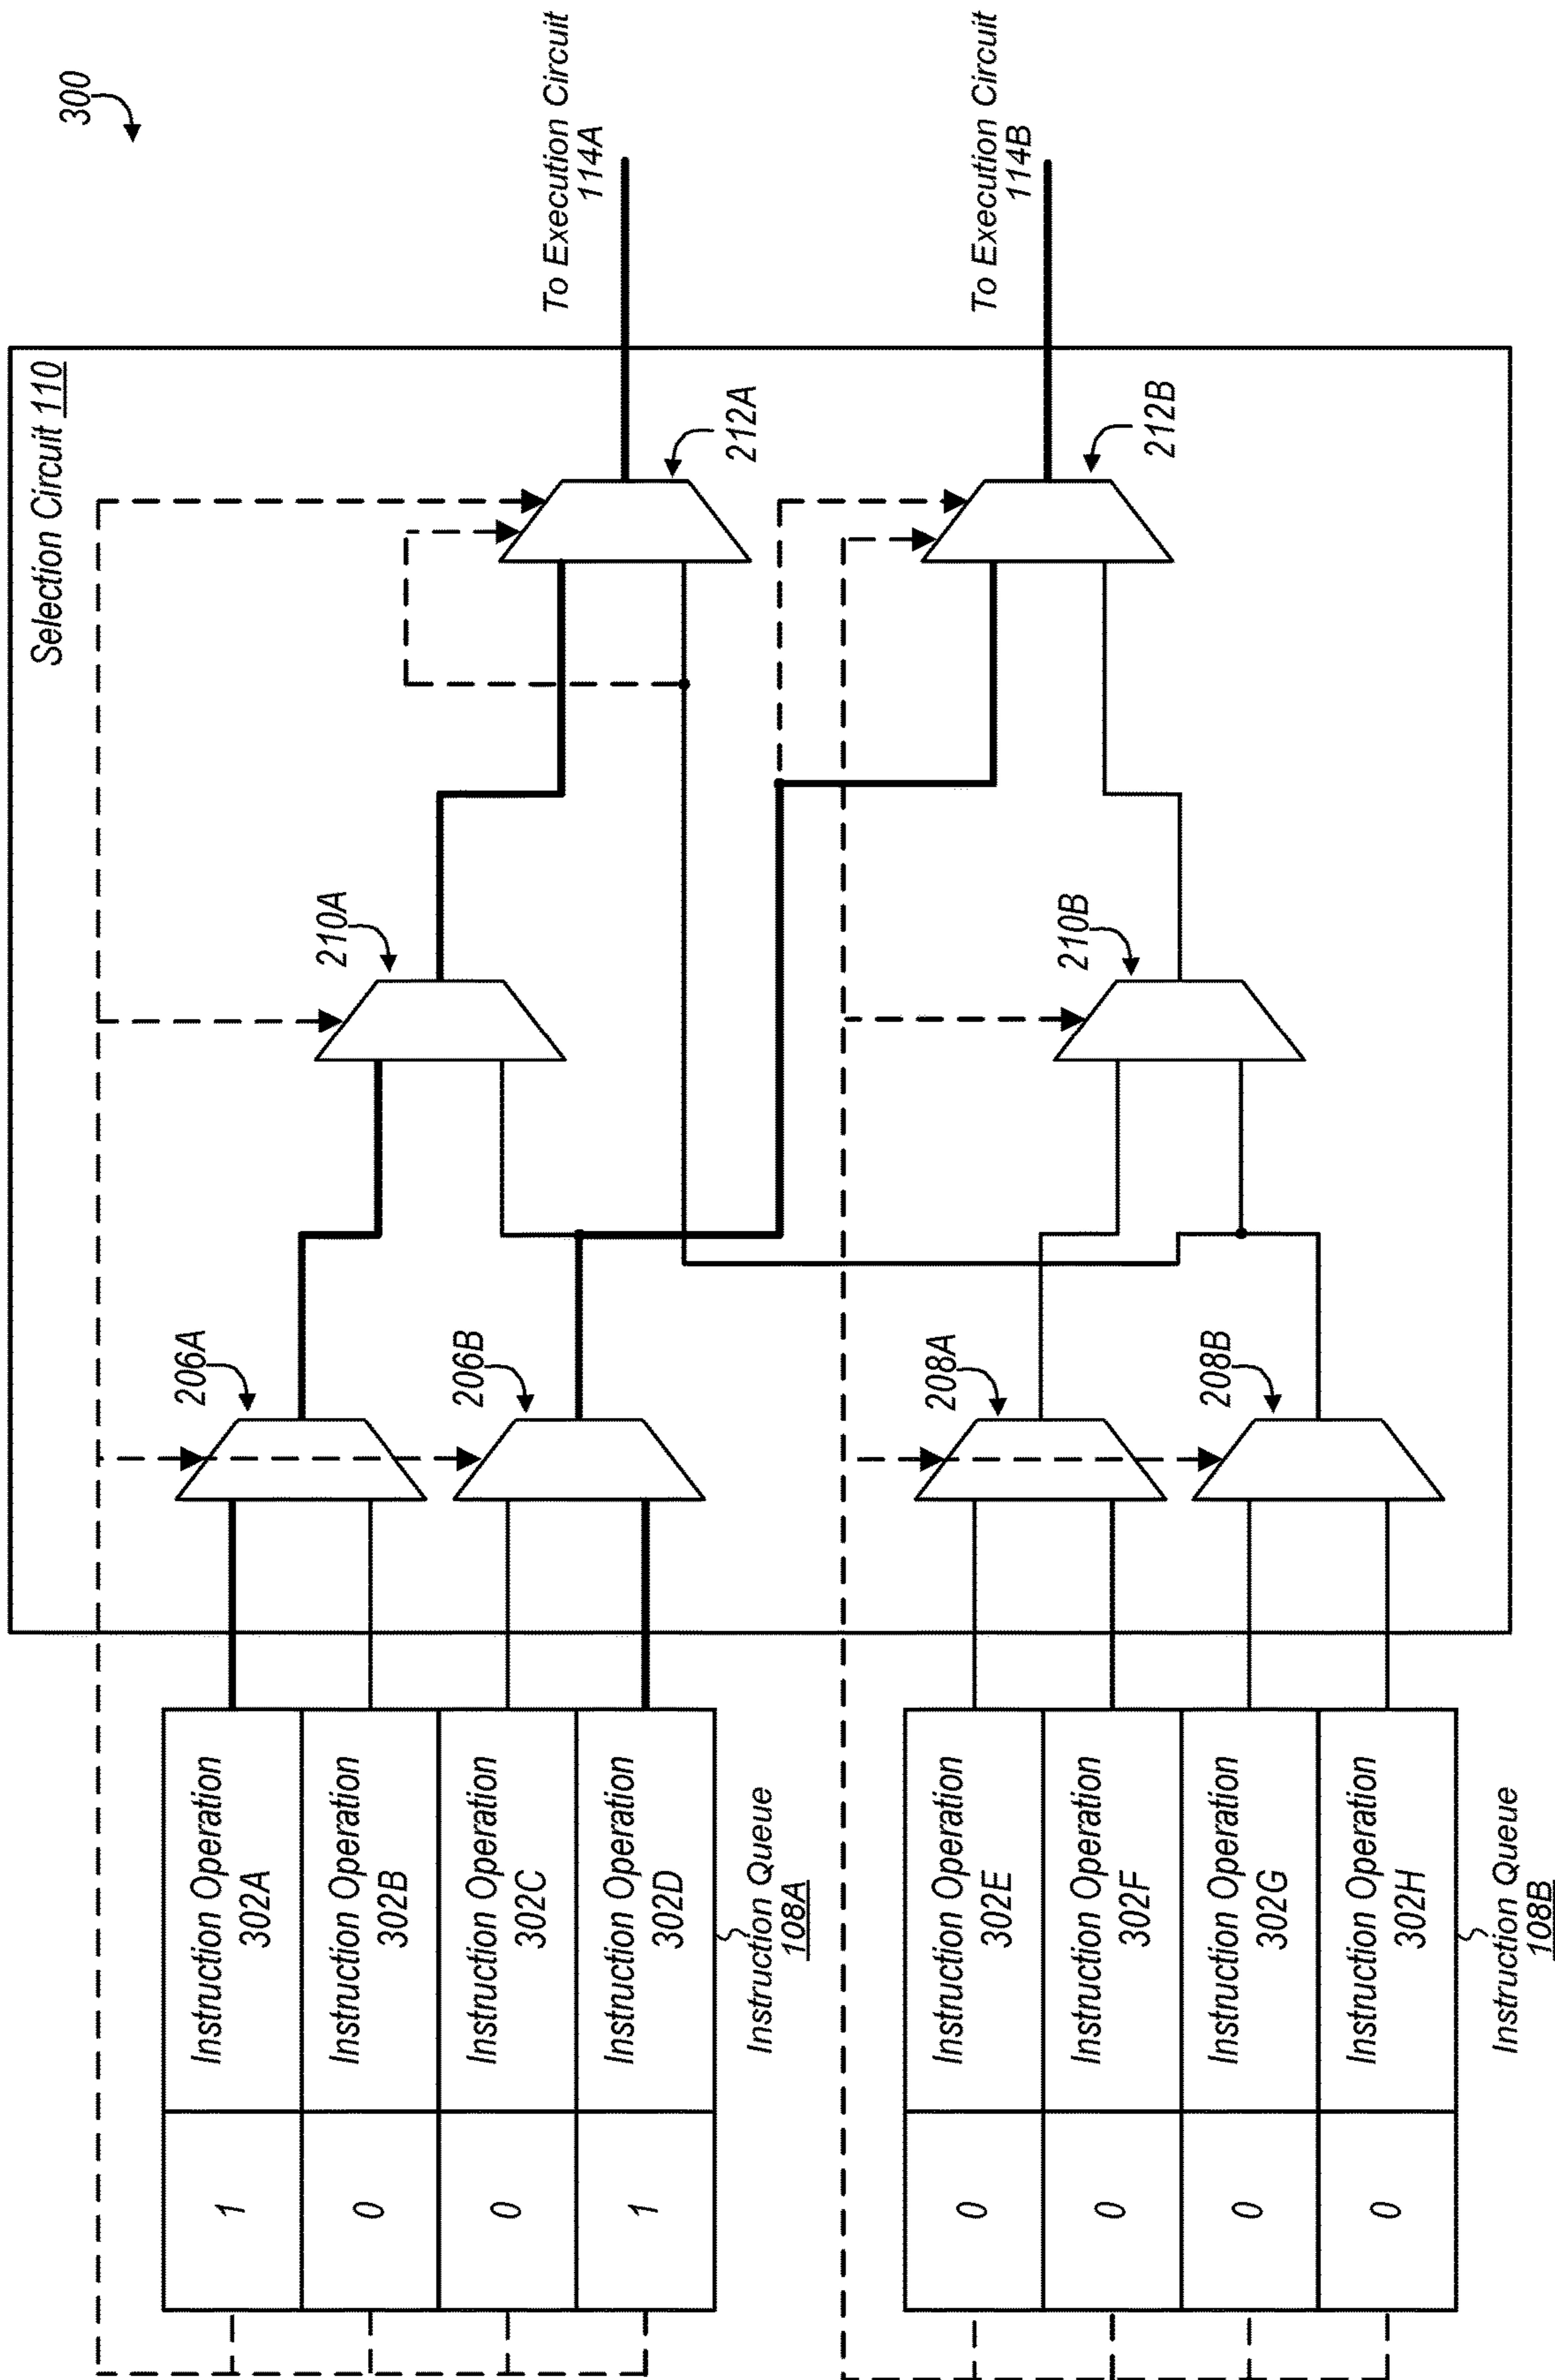 300
Selection Circuit 110
To Execution Circuit
114A
To Execution Circuit
114B
212A
212B
210A
210B
206A
206B
208A
208B
1
Instruction Operation
302A
0
Instruction Operation
302B
0
Instruction Operation
302C
1
Instruction Operation
302D
Instruction Queue
108A
0
Instruction Operation
302E
0
Instruction Operation
302F
0
Instruction Operation
302G
0
Instruction Operation
302H
Instruction Queue
108B